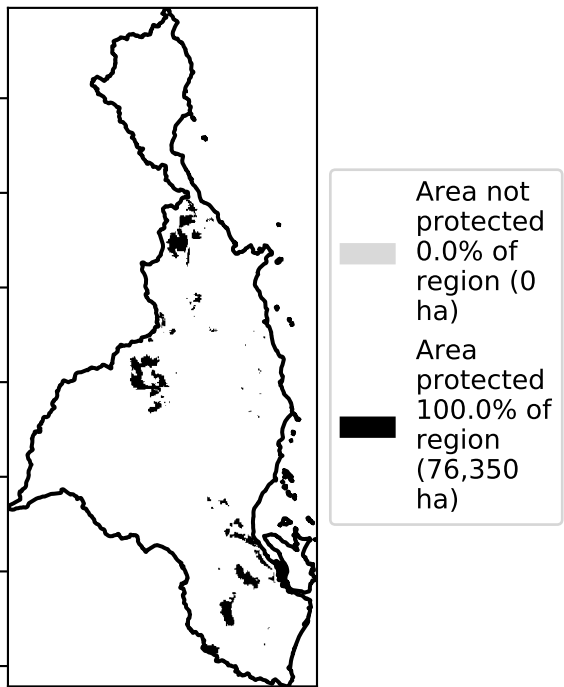 Area not
protected
0.0% of
region (0
ha)
Area
protected
100.0% of
region
(76,350
ha)